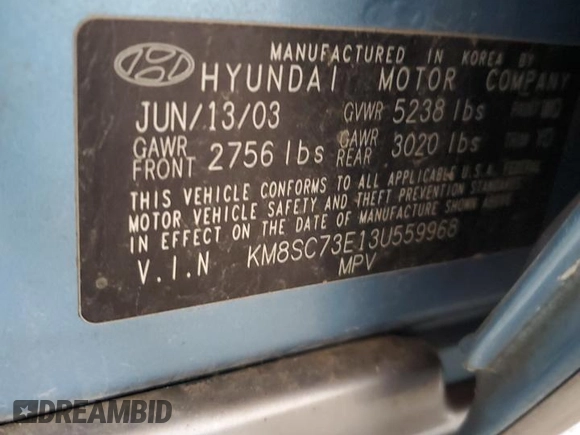 MANUFACTURED IN KOREA BY
HYUNDAI MOTOR COMPANY
JUN/13/03 GVWR 5238 lbs PAINT
GAWR FRONT 2756 lbs GAWR REAR 3020 lbs TRIM
THIS VEHICLE CONFORMS TO ALL APPLICABLE U.S.A. FEDERAL
MOTOR VEHICLE SAFETY AND THEFT PREVENTION STANDARDS
IN EFFECT ON THE DATE OF MANUFACTURE SHOWN ABOVE
V.I.N KM8SC73E13U559968
MPV
DREAMBID